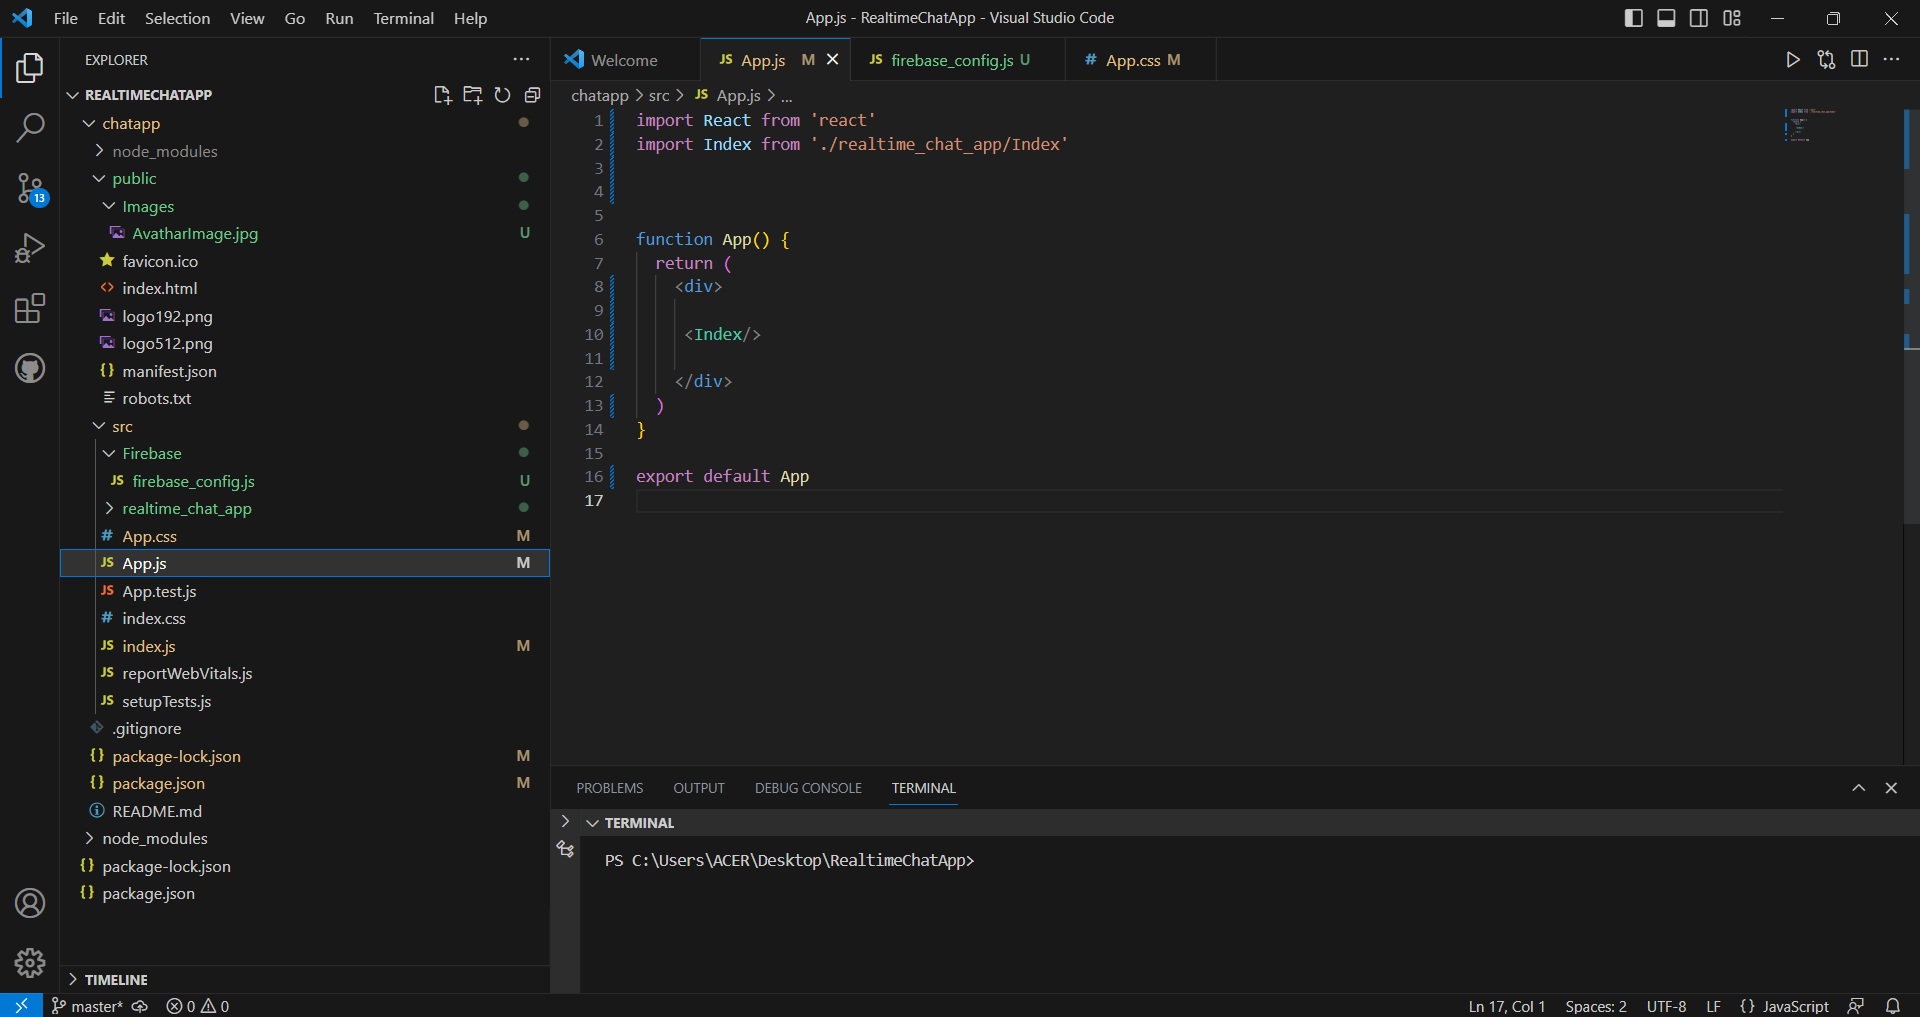 File Edit Selection View Go Run Terminal Help
App.js - RealtimeChatApp - Visual Studio Code
EXPLORER
REALTIMECHATAPP
chatapp
node_modules
public
Images
AvatharImage.jpg U
favicon.ico
index.html
logo192.png
logo512.png
manifest.json
robots.txt
src
Firebase
JS firebase_config.js U
realtime_chat_app
# App.css M
JS App.js M
JS App.test.js
# index.css
JS index.js M
JS reportWebVitals.js
JS setupTests.js
.gitignore
{} package-lock.json M
{} package.json M
README.md
node_modules
{} package-lock.json
{} package.json
TIMELINE
13
Welcome
JS App.js M
JS firebase_config.js U
# App.css M
chatapp > src > JS App.js > ...
1 import React from 'react'
2 import Index from './realtime_chat_app/Index'
3
4
5
6 function App() {
7 return (
8 <div>
9
10 <Index/>
11
12 </div>
13 )
14 }
15
16 export default App
17
PROBLEMS OUTPUT DEBUG CONSOLE TERMINAL
TERMINAL
PS C:\Users\ACER\Desktop\RealtimeChatApp>
master* 0 0
Ln 17, Col 1 Spaces: 2 UTF-8 LF {} JavaScript